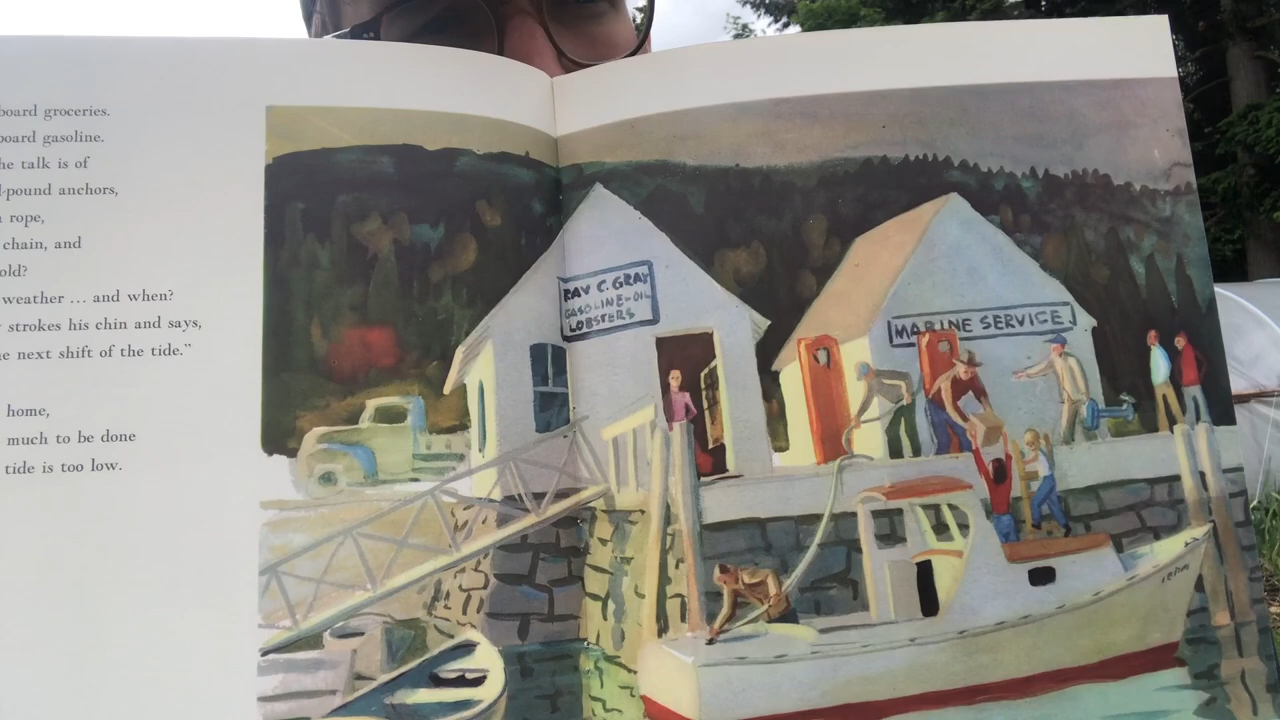 board groceries.
board gasoline.
he talk is of
-pound anchors,
rope,
chain, and
old?
weather ... and when?
strokes his chin and says,
e next shift of the tide.”
home,
much to be done
tide is too low.
RAY C. GRAY
GASOLINE-OIL
LOBSTERS
MARINE SERVICE.